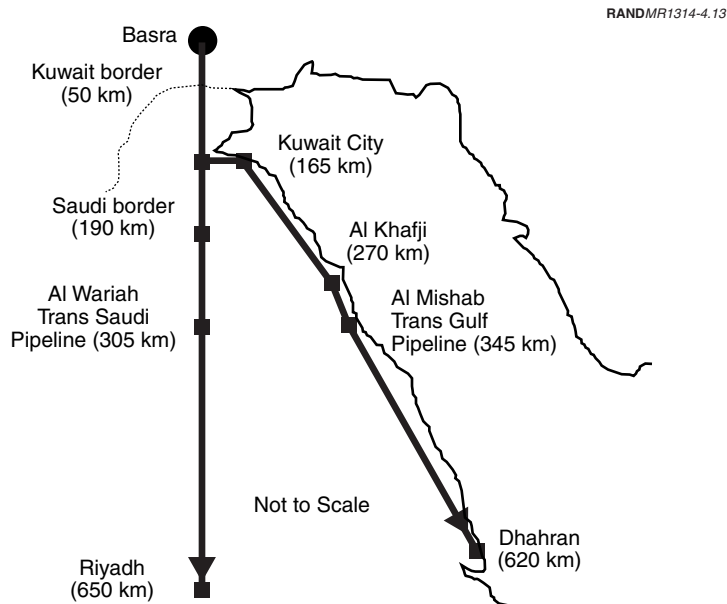 RANDMR1314-4.13
Basra
Kuwait border
(50 km)
Kuwait City
(165 km)
Saudi border
(190 km)
Al Khafji
(270 km)
Al Wariah
Trans Saudi
Pipeline (305 km)
Al Mishab
Trans Gulf
Pipeline (345 km)
Not to Scale
Dhahran
(620 km)
Riyadh
(650 km)